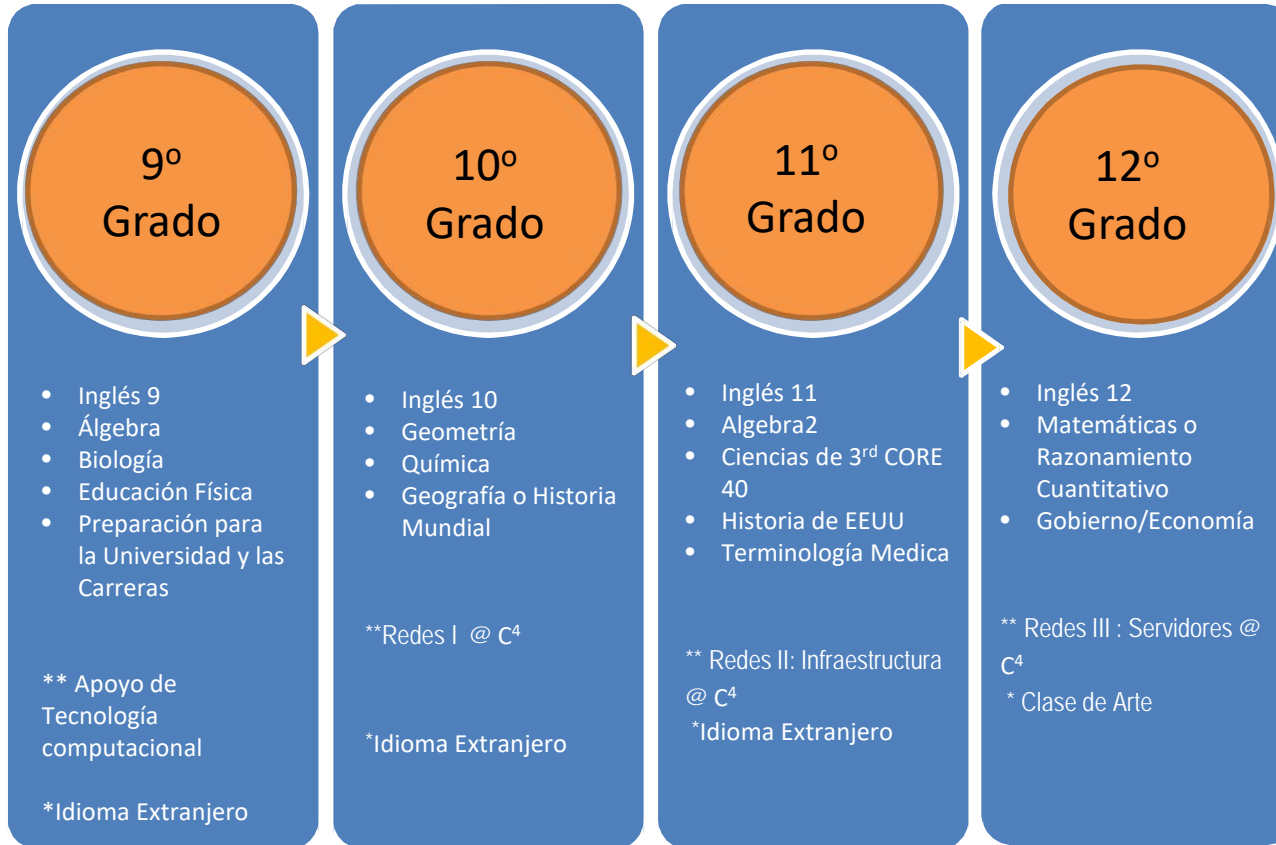 9º
Grado
• Inglés 9
• Álgebra
• Biología
• Educación Física
• Preparación para
la Universidad y las
Carreras
** Apoyo de
Tecnología
computacional
*Idioma Extranjero
10º
Grado
• Inglés 10
• Geometría
• Química
• Geografía o Historia
Mundial
**Redes I @ C⁴
*Idioma Extranjero
11º
Grado
• Inglés 11
• Algebra2
• Ciencias de 3rd CORE
40
• Historia de EEUU
• Terminología Medica
** Redes II: Infraestructura
@ C⁴
*Idioma Extranjero
12º
Grado
• Inglés 12
• Matemáticas o
Razonamiento
Cuantitativo
• Gobierno/Economía
** Redes III : Servidores @
C⁴
* Clase de Arte